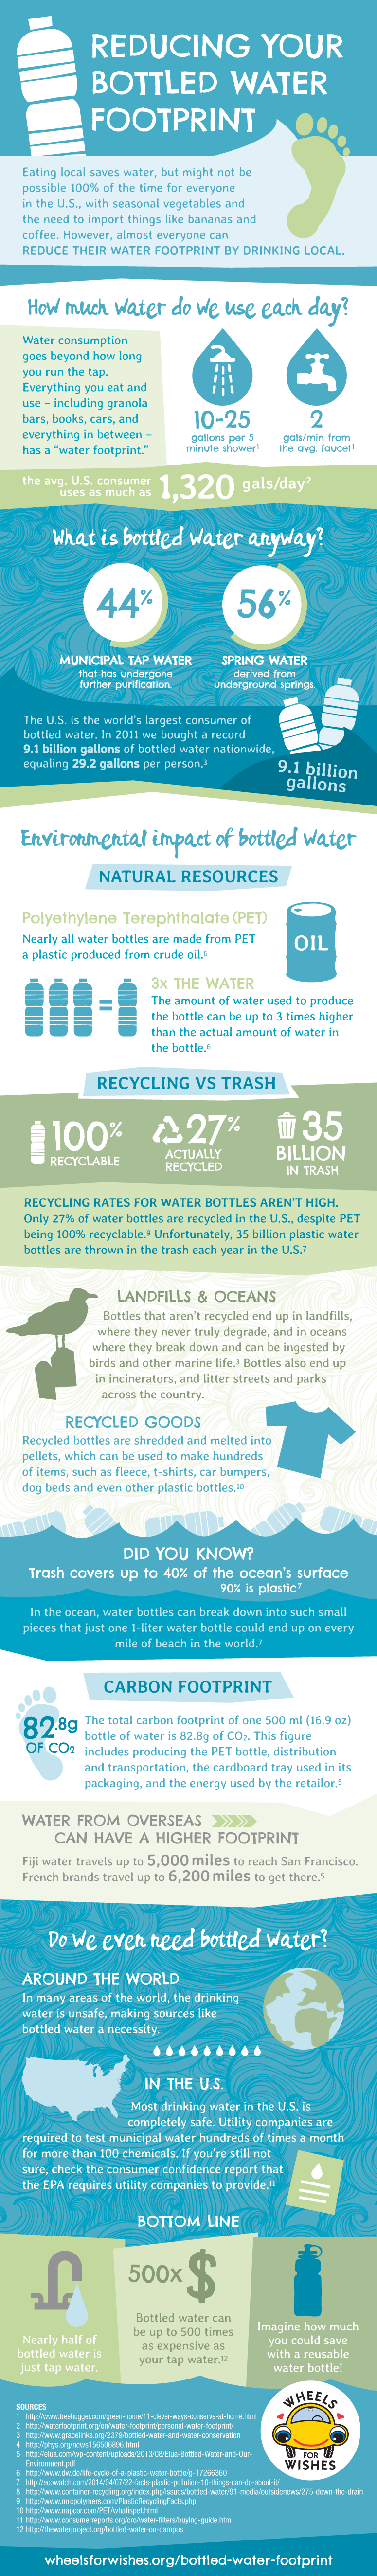 REDUCING YOUR
BOTTLED WATER
FOOTPRINT
Eating local saves water, but might not be
possible 100% of the time for everyone
in the U.S., with seasonal vegetables and
the need to import things like bananas and
coffee. However, almost everyone can
REDUCE THEIR WATER FOOTPRINT BY DRINKING LOCAL.
How much water do we use each day?
Water consumption
goes beyond how long
you run the tap.
Everything you eat and
use – including granola
bars, books, cars, and
everything in between –
has a “water footprint.”
10-25
gallons per 5
minute shower¹
2
gals/min from
the avg. faucet¹
the avg. U.S. consumer
uses as much as
1,320 gals/day²
What is bottled water anyway?
44%
MUNICIPAL TAP WATER
that has undergone
further purification.
56%
SPRING WATER
derived from
underground springs.
The U.S. is the world's largest consumer of
bottled water. In 2011 we bought a record
9.1 billion gallons of bottled water nationwide,
equaling 29.2 gallons per person.³
9.1 billion
gallons
Environmental impact of bottled water
NATURAL RESOURCES
Polyethylene Terephthalate (PET)
Nearly all water bottles are made from PET
a plastic produced from crude oil.⁶
OIL
=
3x THE WATER
The amount of water used to produce
the bottle can be up to 3 times higher
than the actual amount of water in
the bottle.⁶
RECYCLING VS TRASH
100%
RECYCLABLE
27%
ACTUALLY
RECYCLED
35
BILLION
IN TRASH
RECYCLING RATES FOR WATER BOTTLES AREN'T HIGH.
Only 27% of water bottles are recycled in the U.S., despite PET
being 100% recyclable.⁹ Unfortunately, 35 billion plastic water
bottles are thrown in the trash each year in the U.S.⁷
LANDFILLS & OCEANS
Bottles that aren't recycled end up in landfills,
where they never truly degrade, and in oceans
where they break down and can be ingested by
birds and other marine life.³ Bottles also end up
in incinerators, and litter streets and parks
across the country.
RECYCLED GOODS
Recycled bottles are shredded and melted into
pellets, which can be used to make hundreds
of items, such as fleece, t-shirts, car bumpers,
dog beds and even other plastic bottles.¹⁰
DID YOU KNOW?
Trash covers up to 40% of the ocean's surface
90% is plastic⁷
In the ocean, water bottles can break down into such small
pieces that just one 1-liter water bottle could end up on every
mile of beach in the world.⁷
CARBON FOOTPRINT
82.8g
OF CO₂
The total carbon footprint of one 500 ml (16.9 oz)
bottle of water is 82.8g of CO₂. This figure
includes producing the PET bottle, distribution
and transportation, the cardboard tray used in its
packaging, and the energy used by the retailor.⁵
WATER FROM OVERSEAS
CAN HAVE A HIGHER FOOTPRINT
Fiji water travels up to 5,000 miles to reach San Francisco.
French brands travel up to 6,200 miles to get there.⁵
Do we even need bottled water?
AROUND THE WORLD
In many areas of the world, the drinking
water is unsafe, making sources like
bottled water a necessity.
IN THE U.S.
Most drinking water in the U.S. is
completely safe. Utility companies are
required to test municipal water hundreds of times a month
for more than 100 chemicals. If you're still not
sure, check the consumer confidence report that
the EPA requires utility companies to provide.¹¹
BOTTOM LINE
Nearly half of
bottled water is
just tap water.
500x $
Bottled water can
be up to 500 times
as expensive as
your tap water.¹²
Imagine how much
you could save
with a reusable
water bottle!
SOURCES
1 http://www.treehugger.com/green-home/11-clever-ways-conserve-at-home.html
2 http://waterfootprint.org/en/water-footprint/personal-water-footprint/
3 http://www.gracelinks.org/2379/bottled-water-and-water-conservation
4 http://phys.org/news156506896.html
5 http://elua.com/wp-content/uploads/2013/08/Elua-Bottled-Water-and-Our-
Environment.pdf
6 http://www.dw.de/life-cycle-of-a-plastic-water-bottle/g-17266360
7 http://ecowatch.com/2014/04/07/22-facts-plastic-pollution-10-things-can-do-about-it/
8 http://www.container-recycling.org/index.php/issues/bottled-water/91-media/outsidenews/275-down-the-drain
9 http://www.mrcpolymers.com/PlasticRecyclingFacts.php
10 http://www.napcor.com/PET/whatispet.html
11 http://www.consumerreports.org/cro/water-filters/buying-guide.htm
12 http://thewaterproject.org/bottled-water-on-campus
WHEELS
FOR
WISHES
wheelsforwishes.org/bottled-water-footprint